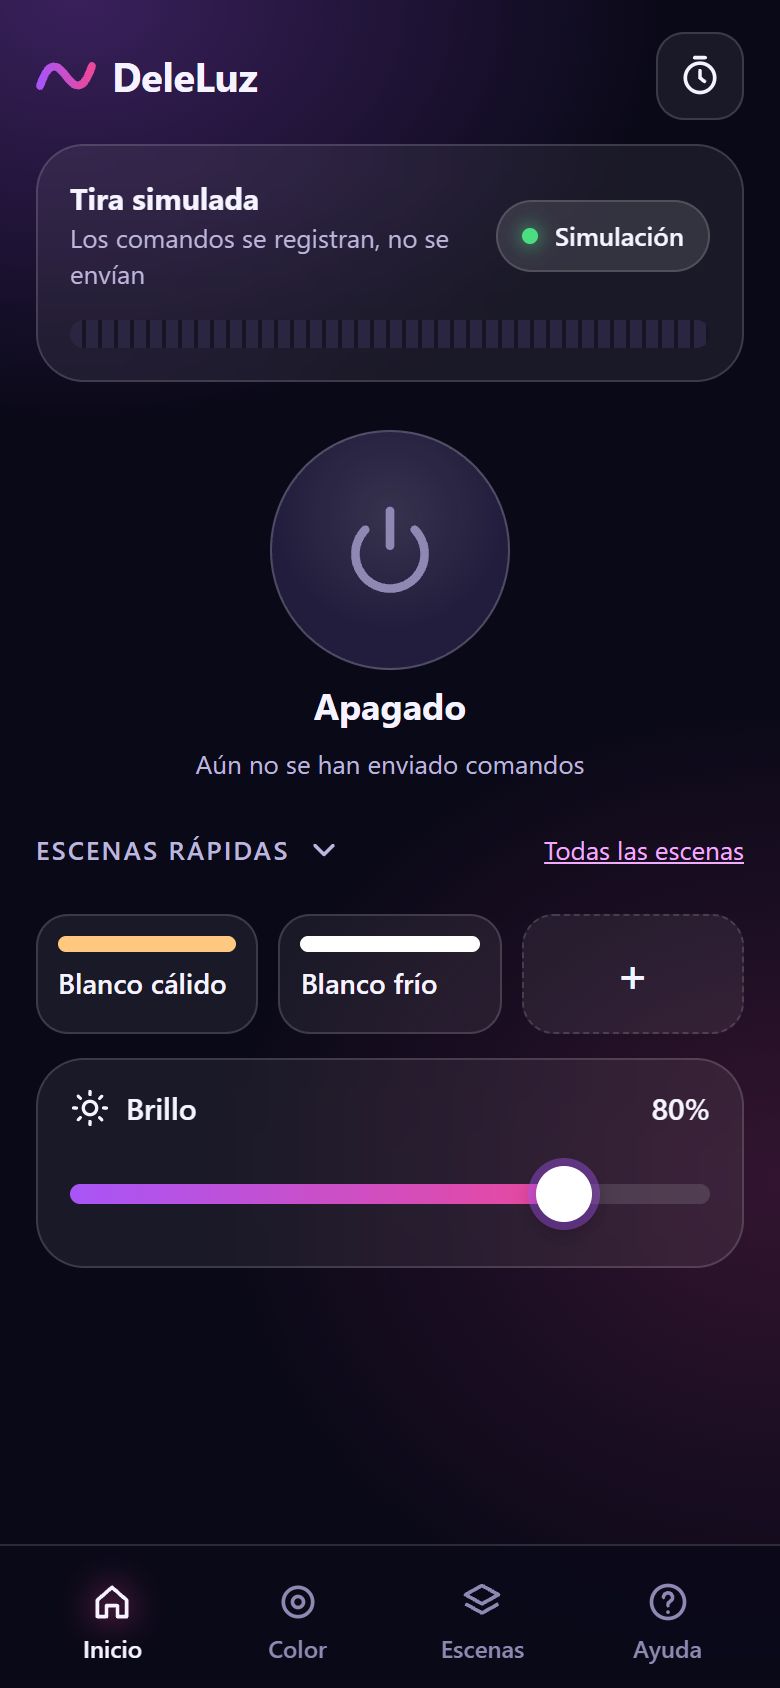 DeleLuz
Tira simulada
Los comandos se registran, no se
envían
Simulación
Apagado
Aún no se han enviado comandos
ESCENAS RÁPIDAS
Todas las escenas
Blanco cálido
Blanco frío
+
Brillo
80%
Inicio
Color
Escenas
Ayuda